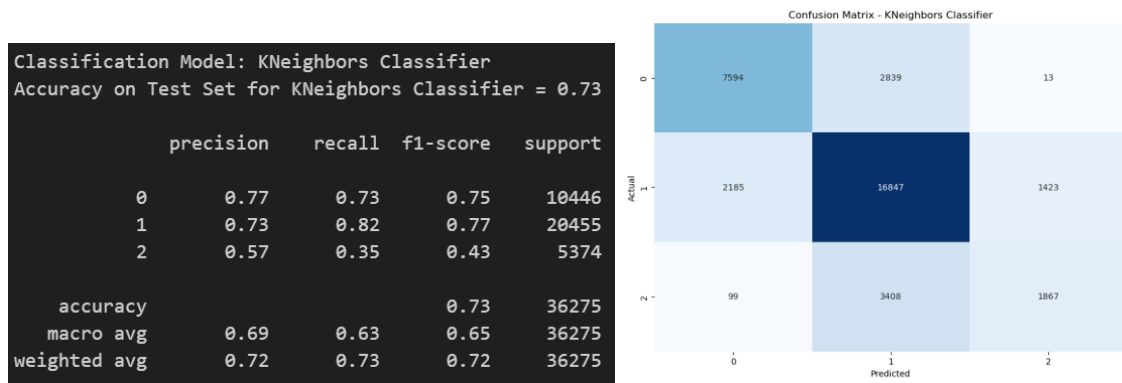 Classification Model: KNeighbors Classifier
Accuracy on Test Set for KNeighbors Classifier = 0.73
precision recall f1-score support
0 0.77 0.73 0.75 10446
1 0.73 0.82 0.77 20455
2 0.57 0.35 0.43 5374
accuracy 0.73 36275
macro avg 0.69 0.63 0.65 36275
weighted avg 0.72 0.73 0.72 36275
Confusion Matrix - KNeighbors Classifier
0 7594 2839 13
Actual
1 2185 16847 1423
2 99 3408 1867
0 1 2
Predicted